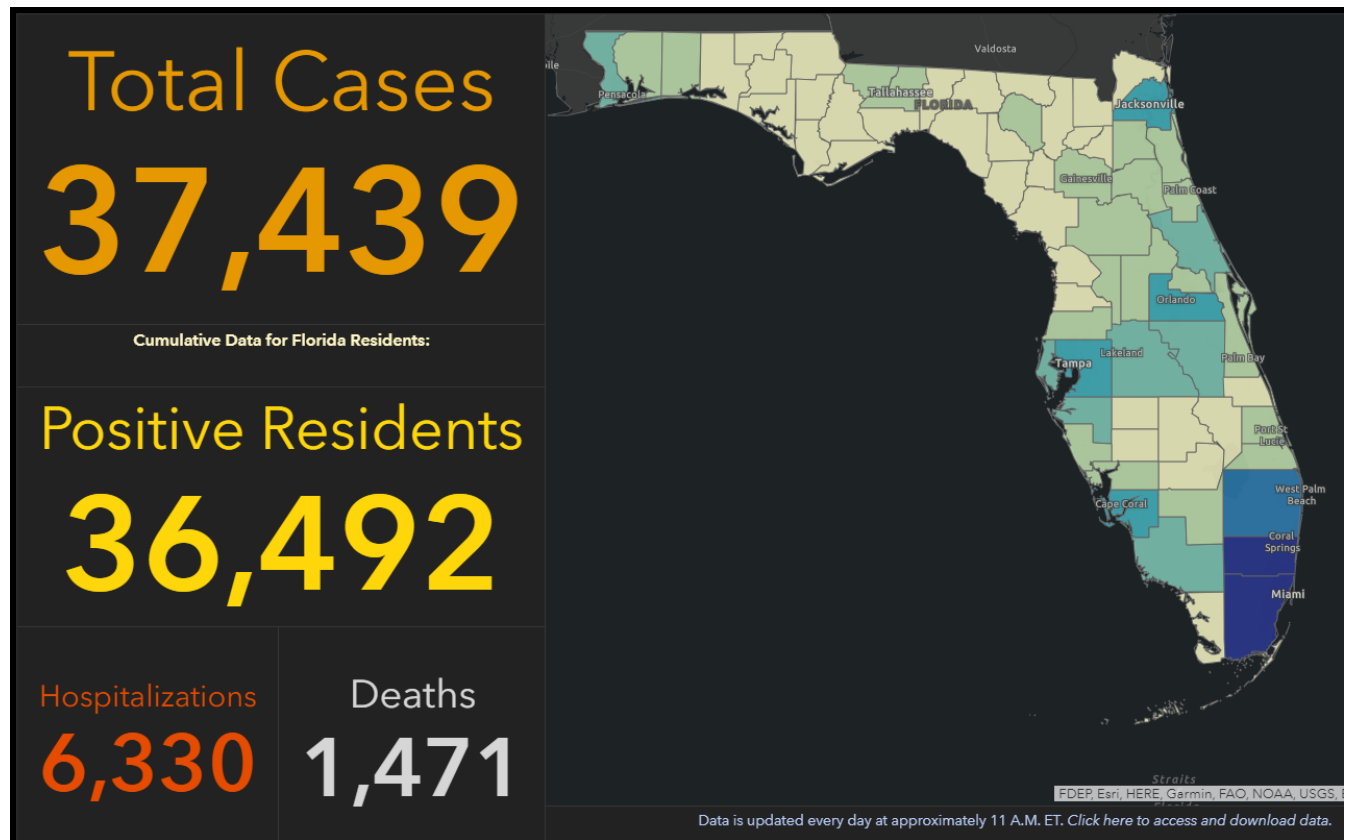 Total Cases
37,439
Cumulative Data for Florida Residents:
Positive Residents
36,492
Hospitalizations
6,330
Deaths
1,471
Valdosta
Pensacola
Tallahassee
FLORIDA
Jacksonville
Gainesville
Palm Coast
Orlando
Lakeland
Tampa
Palm Bay
Port St
Lucie
West Palm
Beach
Cape Coral
Coral
Springs
Miami
Straits
FDEP, Esri, HERE, Garmin, FAO, NOAA, USGS,
Data is updated every day at approximately 11 A.M. ET. Click here to access and download data.